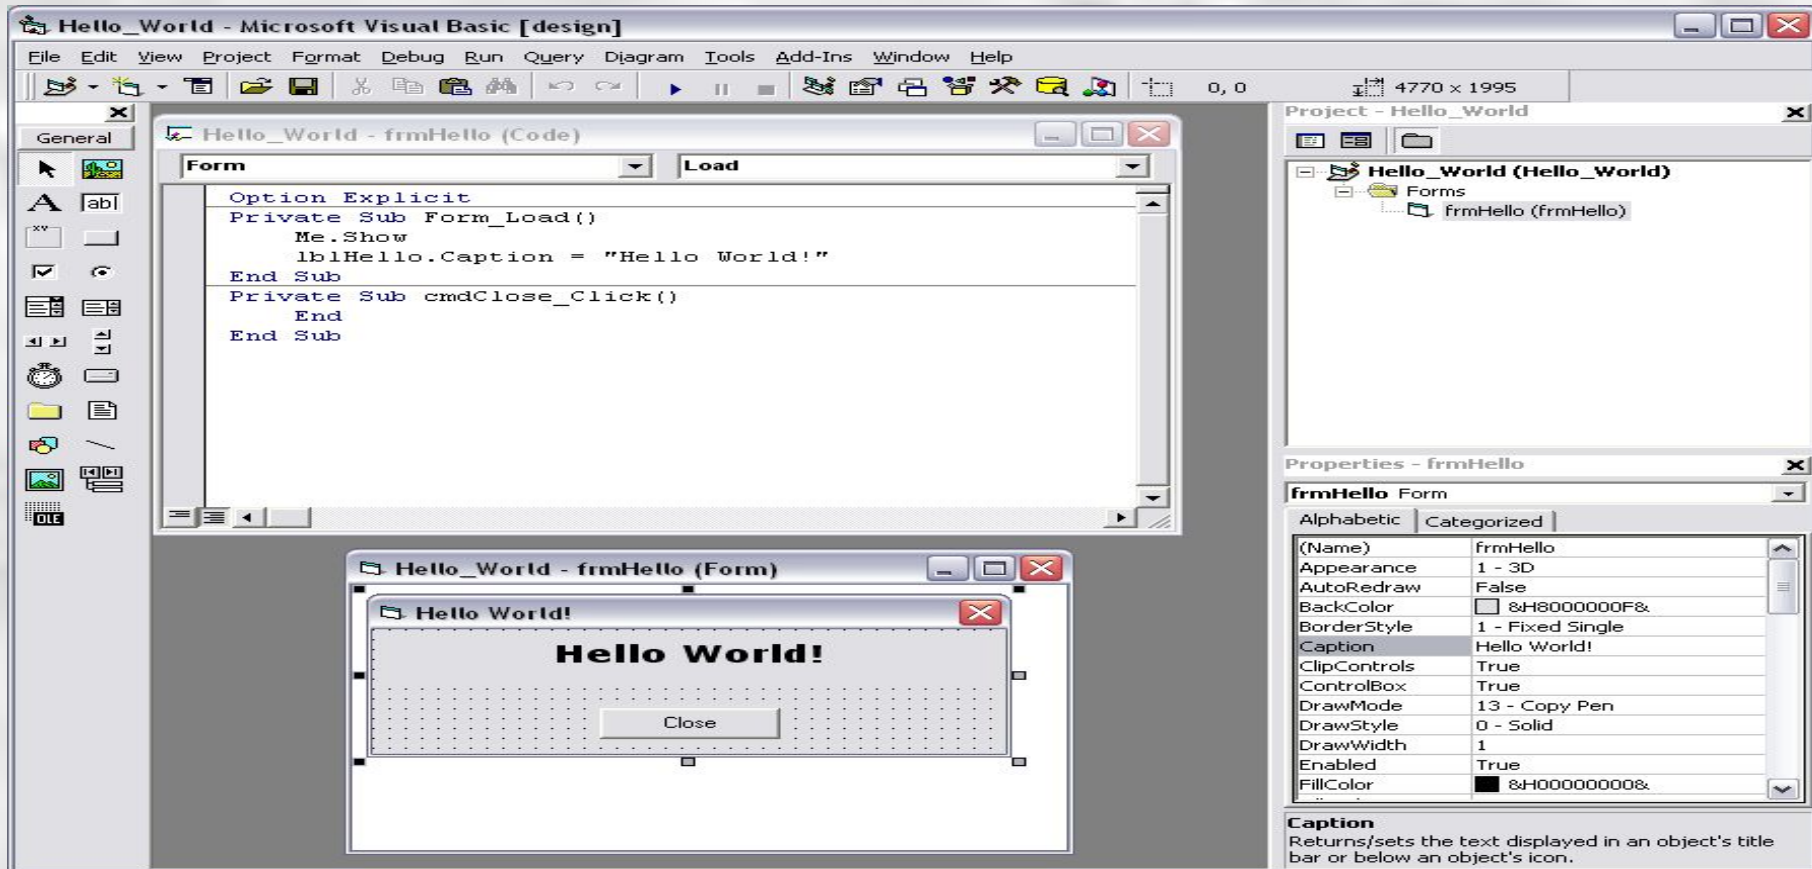 Hello_World - Microsoft Visual Basic [design]
File Edit View Project Format Debug Run Query Diagram Tools Add-Ins Window Help
0, 0 4770 x 1995
General
A
ab
xv
OLE
Hello_World - frmHello (Code)
Form Load
Option Explicit
Private Sub Form_Load()
Me.Show
lblHello.Caption = "Hello World!"
End Sub
Private Sub cmdClose_Click()
End
End Sub
Hello_World - frmHello (Form)
Hello World!
Hello World!
Close
Project - Hello_World
Hello_World (Hello_World)
Forms
frmHello (frmHello)
Properties - frmHello
frmHello Form
Alphabetic Categorized
(Name) frmHello
Appearance 1 - 3D
AutoRedraw False
BackColor &H8000000F&
BorderStyle 1 - Fixed Single
Caption Hello World!
ClipControls True
ControlBox True
DrawMode 13 - Copy Pen
DrawStyle 0 - Solid
DrawWidth 1
Enabled True
FillColor &H00000000&
Caption
Returns/sets the text displayed in an object's title
bar or below an object's icon.